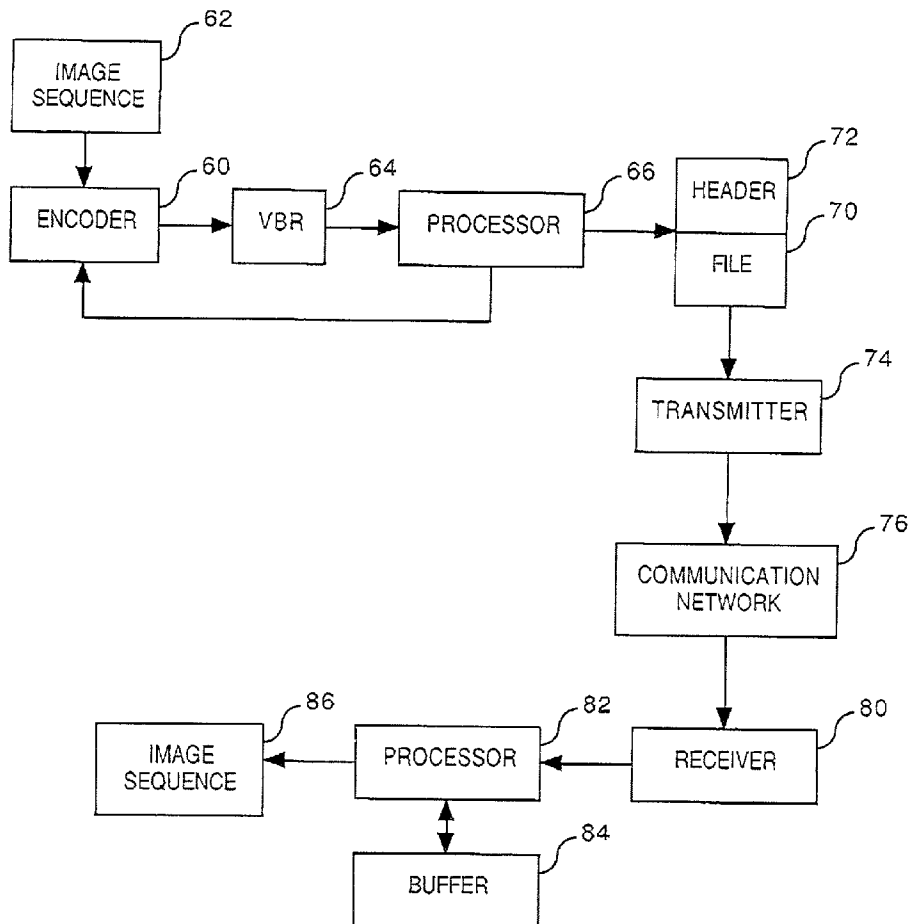 62
IMAGE
SEQUENCE
60
ENCODER
64
VBR
66
PROCESSOR
72
HEADER
70
FILE
74
TRANSMITTER
76
COMMUNICATION
NETWORK
80
RECEIVER
82
PROCESSOR
86
IMAGE
SEQUENCE
84
BUFFER